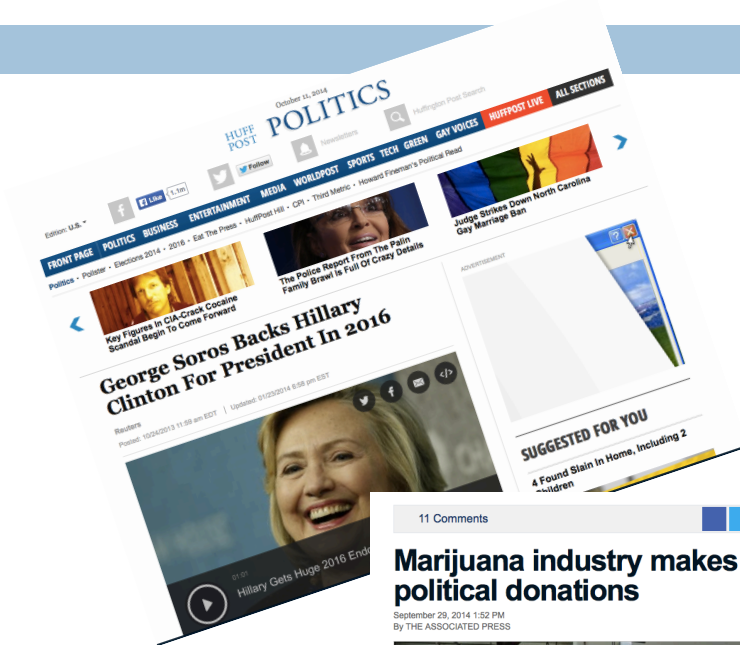 October 11, 2014
HUFF POST POLITICS
Like 1.1m
Follow
Newsletters
Huffington Post Search
Edition: U.S.
FRONT PAGE POLITICS BUSINESS ENTERTAINMENT MEDIA WORLDPOST SPORTS TECH GREEN GAY VOICES HUFFPOST LIVE ALL SECTIONS
Politics • Pollster • Elections 2014 • 2016 • Eat The Press • HuffPost Hill • CPI • Third Metric • Howard Fineman's Political Read
Key Figures In CIA-Crack Cocaine
Scandal Begin To Come Forward
The Police Report From The Palin
Family Brawl Is Full Of Crazy Details
Judge Strikes Down North Carolina
Gay Marriage Ban
George Soros Backs Hillary
Clinton For President In 2016
Reuters
Posted: 10/24/2013 11:59 am EDT | Updated: 01/23/2014 6:58 pm EST
01:01
Hillary Gets Huge 2016
ADVERTISEMENT
SUGGESTED FOR YOU
4 Found Slain In Home, Including 2
Children
11 Comments
Marijuana industry makes
political donations
September 29, 2014 1:52 PM
By THE ASSOCIATED PRESS